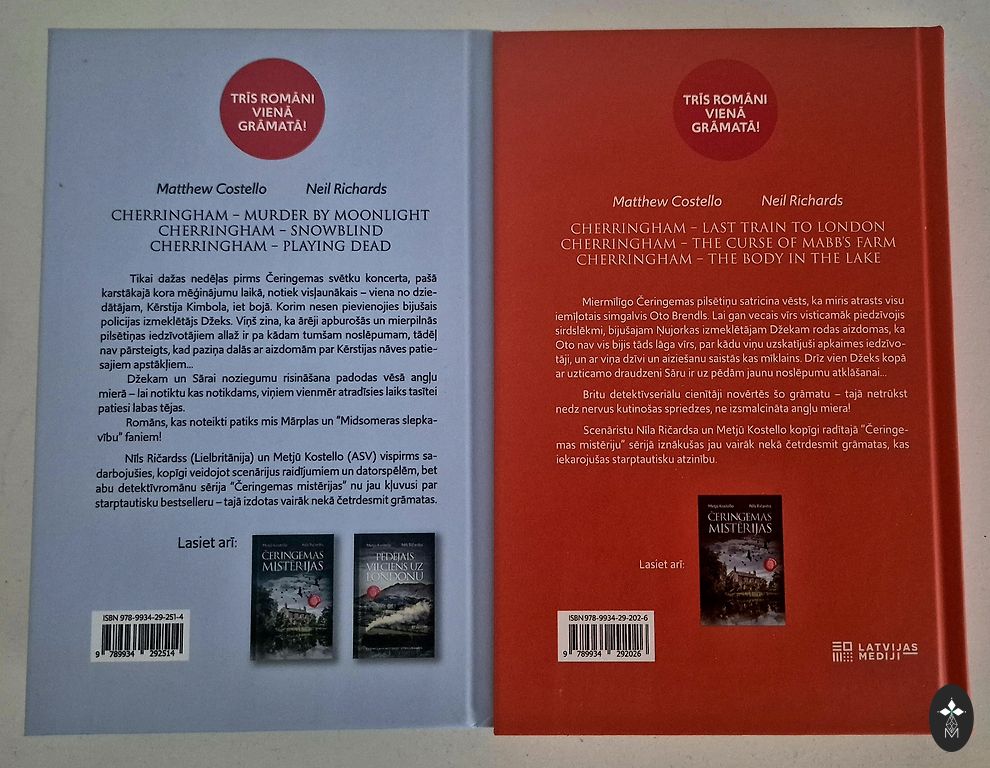 TRĪS ROMĀNI
VIENĀ
GRĀMATĀ!
Matthew Costello Neil Richards
CHERRINGHAM – MURDER BY MOONLIGHT
CHERRINGHAM – SNOWBLIND
CHERRINGHAM – PLAYING DEAD
Tikai dažas nedēļas pirms Čeringemas svētku koncerta, pašā
karstākajā kora mēģinājumu laikā, notiek visļaunākais – viena no dzie-
dātājām, Kērstija Kimbola, iet bojā. Korim nesen pievienojies bijušais
policijas izmeklētājs Džeks. Viņš zina, ka ārēji apburošās un mierpilnās
pilsētiņas iedzīvotājiem allaž ir pa kādam tumšam noslēpumam, tādēļ
nav pārsteigts, kad paziņa dalās ar aizdomām par Kērstijas nāves patie-
sajiem apstākļiem...
Džekam un Sārai noziegumu risināšana padodas vēsā angļu
mierā – lai notiktu kas notikdams, viņiem vienmēr atradīsies laiks tasītei
patiesi labas tējas.
Romāns, kas noteikti patiks mis Mārplas un "Midsomeras slepka-
vību" faniem!
Nīls Ričardss (Lielbritānija) un Metjū Kostello (ASV) vispirms sa-
darbojušies, kopīgi veidojot scenārijus raidījumiem un datorspēlēm, bet
abu detektīvromānu sērija "Čeringemas mistērijas" nu jau kļuvusi par
starptautisku bestselleru – tajā izdotas vairāk nekā četrdesmit grāmatas.
Lasiet arī:
Metjū Kostello Nīls Ričardss
ČERINGEMAS
MISTĒRIJAS
Metjū Kostello Nīls Ričardss
PĒDĒJAIS
VILCIENS UZ
LONDONU
ISBN 978-9934-29-251-4
9 789934 292514
TRĪS ROMĀNI
VIENĀ
GRĀMATĀ!
Matthew Costello Neil Richards
CHERRINGHAM – LAST TRAIN TO LONDON
CHERRINGHAM – THE CURSE OF MABB'S FARM
CHERRINGHAM – THE BODY IN THE LAKE
Miermīlīgo Čeringemas pilsētiņu satricina vēsts, ka miris atrasts visu
iemīļotais simgalvis Oto Brendls. Lai gan vecais vīrs visticamāk piedzīvojis
sirdslēkmi, bijušajam Ņujorkas izmeklētājam Džekam rodas aizdomas, ka
Oto nav vis bijis tāds lāga vīrs, par kādu viņu uzskatījuši apkaimes iedzīvo-
tāji, un ar viņa dzīvi un aiziešanu saistās kas mīklains. Drīz vien Džeks kopā
ar uzticamo draudzeni Sāru ir uz pēdām jaunu noslēpumu atklāšanai...
Britu detektīvseriālu cienītāji novērtēs šo grāmatu – tajā netrūkst
nedz nervus kutinošas spriedzes, ne izsmalcināta angļu miera!
Scenāristu Nīla Ričardsa un Metjū Kostello kopīgi radītajā "Čeringe-
mas mistēriju" sērijā iznākušas jau vairāk nekā četrdesmit grāmatas, kas
iekarojušas starptautisku atzinību.
Lasiet arī:
Metjū Kostello Nīls Ričardss
ČERINGEMAS
MISTĒRIJAS
ISBN 978-9934-29-202-6
9 789934 292026
LATVIJAS
MEDIJI